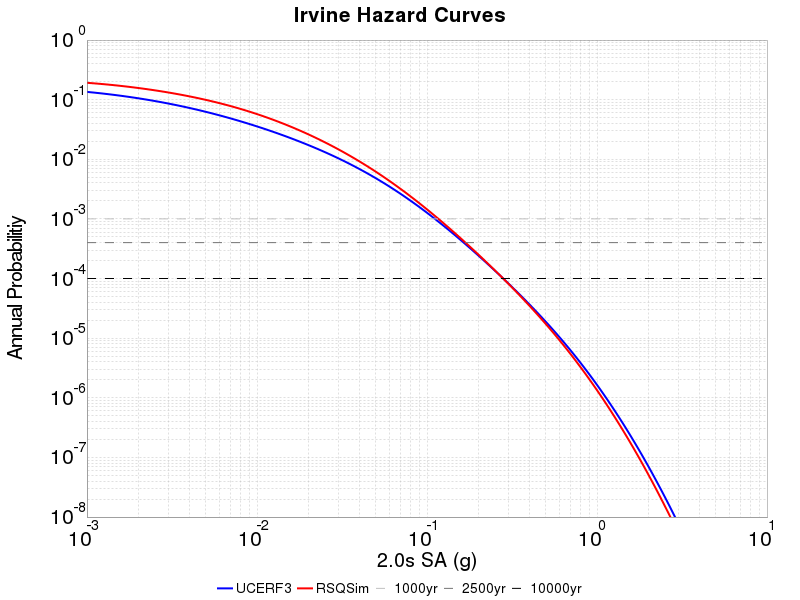 Irvine Hazard Curves
10^0
10^-1
10^-2
10^-3
10^-4
10^-5
10^-6
10^-7
10^-8
Annual Probability
10^-3 10^-2 10^-1 10^0 10^1
2.0s SA (g)
UCERF3 RSQSim 1000yr 2500yr 10000yr